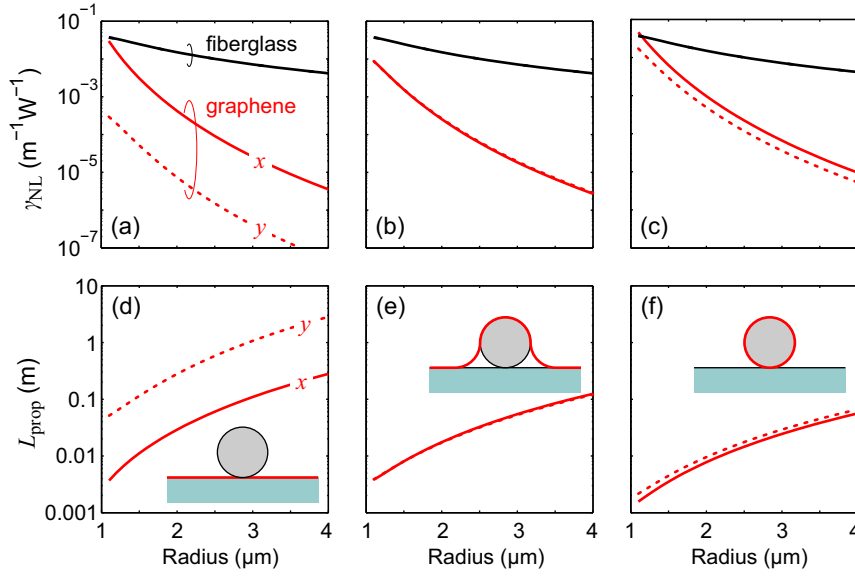 10⁻¹
10⁻³
10⁻⁵
10⁻⁷
γNL (m⁻¹W⁻¹)
fiberglass
graphene
x
y
(a)
(b)
(c)
10
1
0.1
0.01
0.001
Lprop (m)
(d)
y
x
(e)
(f)
1 2 3 4
1 2 3 4
1 2 3 4
Radius (μm)
Radius (μm)
Radius (μm)